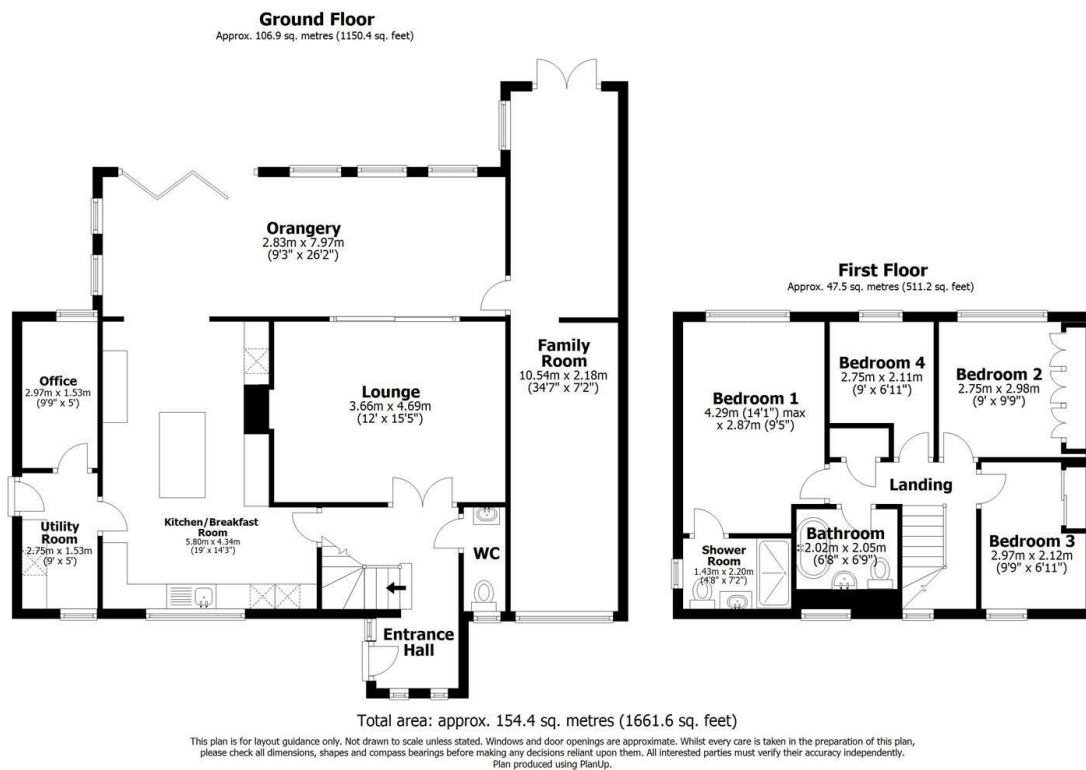 Ground Floor
Approx. 106.9 sq. metres (1150.4 sq. feet)
Orangery
2.83m x 7.97m
(9'3" x 26'2")
Office
2.97m x 1.53m
(9'9" x 5')
Lounge
3.66m x 4.69m
(12' x 15'5")
Family
Room
10.54m x 2.18m
(34'7" x 7'2")
Utility
Room
2.75m x 1.53m
(9' x 5')
Kitchen/Breakfast
Room
5.80m x 4.34m
(19' x 14'3")
WC
Entrance
Hall
First Floor
Approx. 47.5 sq. metres (511.2 sq. feet)
Bedroom 1
4.29m (14'1") max
x 2.87m (9'5")
Bedroom 4
2.75m x 2.11m
(9' x 6'11")
Bedroom 2
2.75m x 2.98m
(9' x 9'9")
Landing
Shower
Room
1.43m x 2.20m
(4'8" x 7'2")
Bathroom
2.02m x 2.05m
(6'8" x 6'9")
Bedroom 3
2.97m x 2.12m
(9'9" x 6'11")
Total area: approx. 154.4 sq. metres (1661.6 sq. feet)
This plan is for layout guidance only. Not drawn to scale unless stated. Windows and door openings are approximate. Whilst every care is taken in the preparation of this plan,
please check all dimensions, shapes and compass bearings before making any decisions reliant upon them. All interested parties must verify their accuracy independently.
Plan produced using PlanUp.